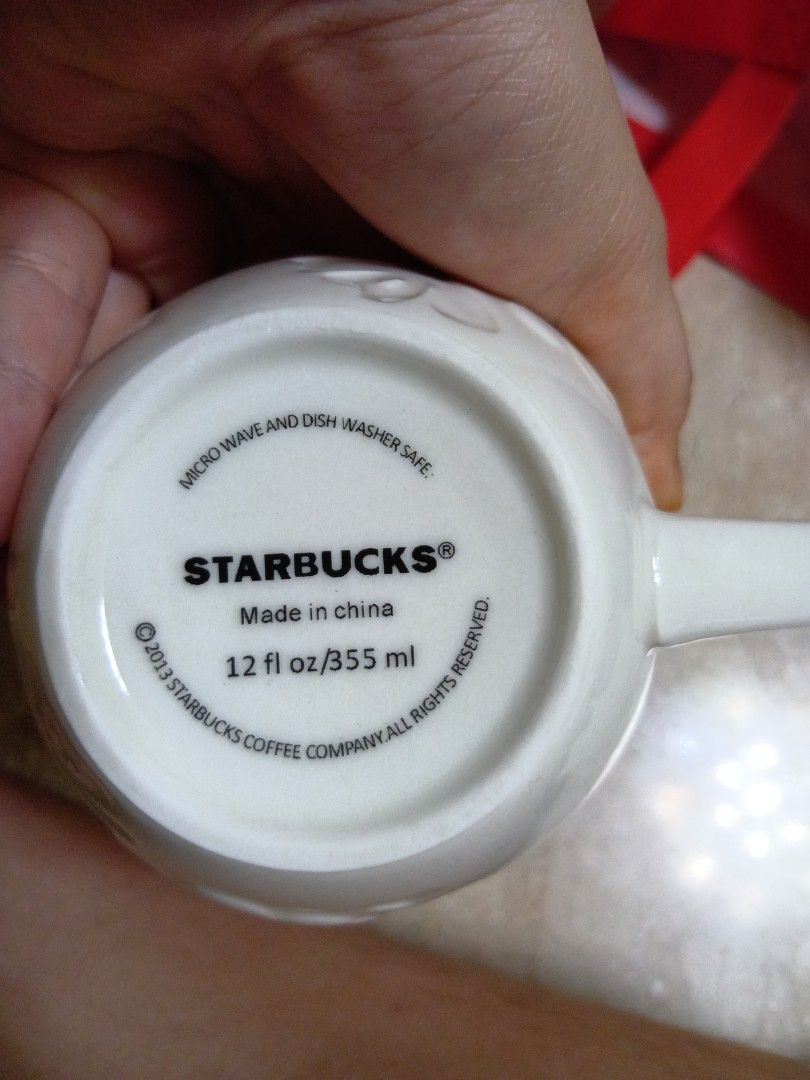 MICRO WAVE AND DISH WASHER SAFE.
STARBUCKS®
Made in china
12 fl oz/355 ml
© 2013 STARBUCKS COFFEE COMPANY.ALL RIGHTS RESERVED.